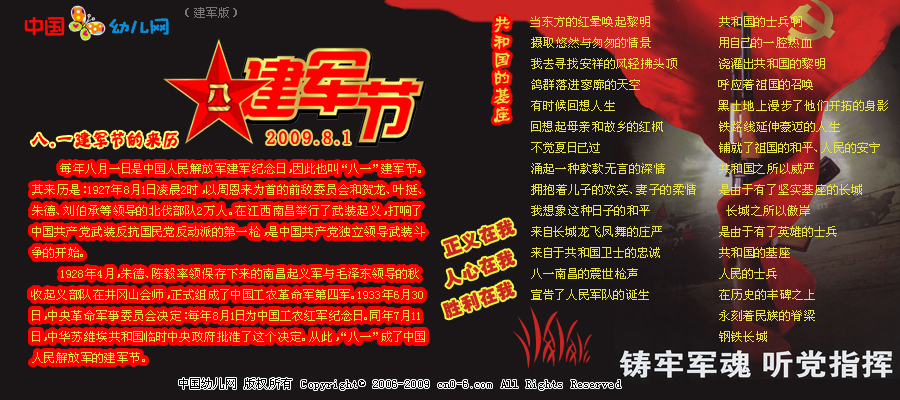 中国 幼儿网
（建军版）
八一
建军节
2009.8.1
八.一建军节的来历
每年八月一日是中国人民解放军建军纪念日,因此也叫“八一”建军节。
其来历是:1927年8月1日凌晨2时,以周恩来为首的前敌委员会和贺龙、叶挺、
朱德、刘伯承等领导的北伐部队2万人。在江西南昌举行了武装起义,打响了
中国共产党武装反抗国民党反动派的第一枪,是中国共产党独立领导武装斗
争的开始。
1928年4月,朱德、陈毅率领保存下来的南昌起义军与毛泽东领导的秋
收起义部队在井冈山会师,正式组成了中国工农革命军第四军。1933年6月30
日,中央革命军事委员会决定:每年8月1日为中国工农红军纪念日。同年7月11
日,中华苏维埃共和国临时中央政府批准了这个决定。从此,“八一”成了中国
人民解放军的建军节。
正义在我
人心在我
胜利在我
共和国的基座
当东方的红晕唤起黎明
摄取悠然与匆匆的情景
我去寻找安祥的风轻拂头顶
鸽群落进寥廓的天空
有时候回想人生
回想起母亲和故乡的红枫
不觉夏日已过
涌起一种款款无言的深情
拥抱着儿子的欢笑、妻子的柔情
我想象这种日子的和平
来自长城龙飞凤舞的庄严
来自于共和国卫士的忠诚
八一南昌的震世枪声
宣告了人民军队的诞生
共和国的士兵啊
用自己的一腔热血
浇灌出共和国的黎明
呼应着祖国的召唤
黑土地上漫步了他们开拓的身影
铁路线延伸豪迈的人生
铺就了祖国的和平、人民的安宁
共和国之所以威严
是由于有了坚实基座的长城
长城之所以傲岸
是由于有了英雄的士兵
共和国的基座
人民的士兵
在历史的丰碑之上
永刻着民族的脊梁
钢铁长城
铸牢军魂 听党指挥
中国幼儿网 版权所有 Copyright© 2006-2009 cn0-6.com All Rights Reserved